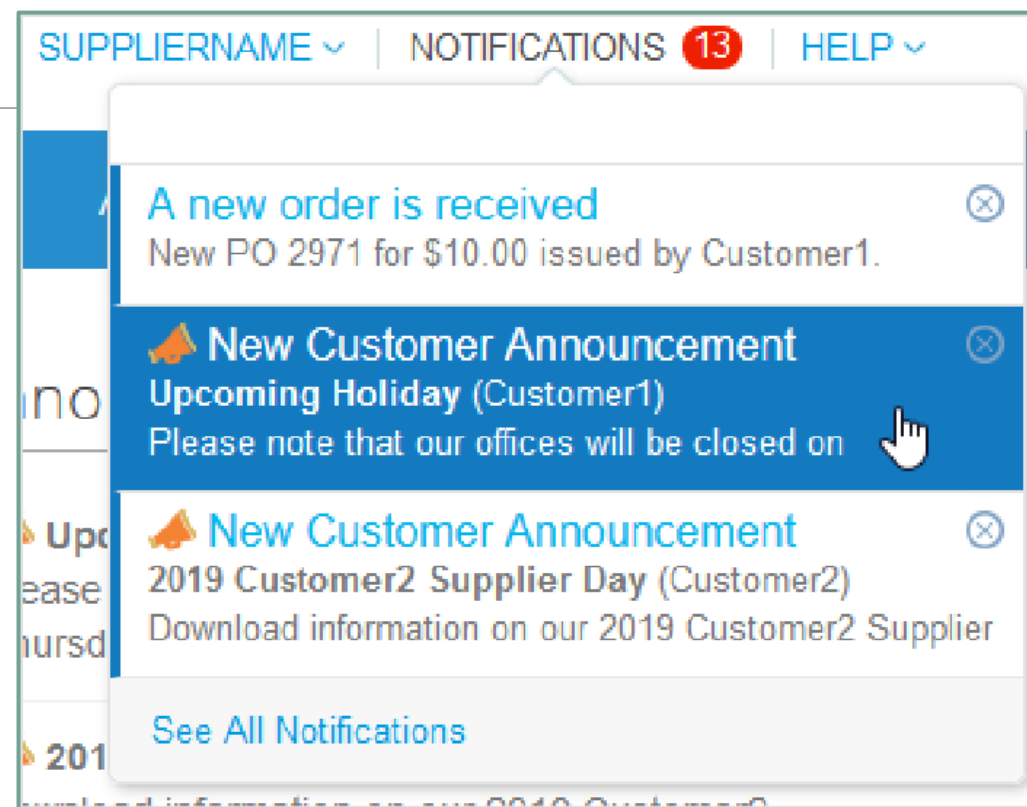 SUPPLIERNAME NOTIFICATIONS 13 HELP
A new order is received
New PO 2971 for $10.00 issued by Customer1.
New Customer Announcement
Upcoming Holiday (Customer1)
Please note that our offices will be closed on
New Customer Announcement
2019 Customer2 Supplier Day (Customer2)
Download information on our 2019 Customer2 Supplier
See All Notifications